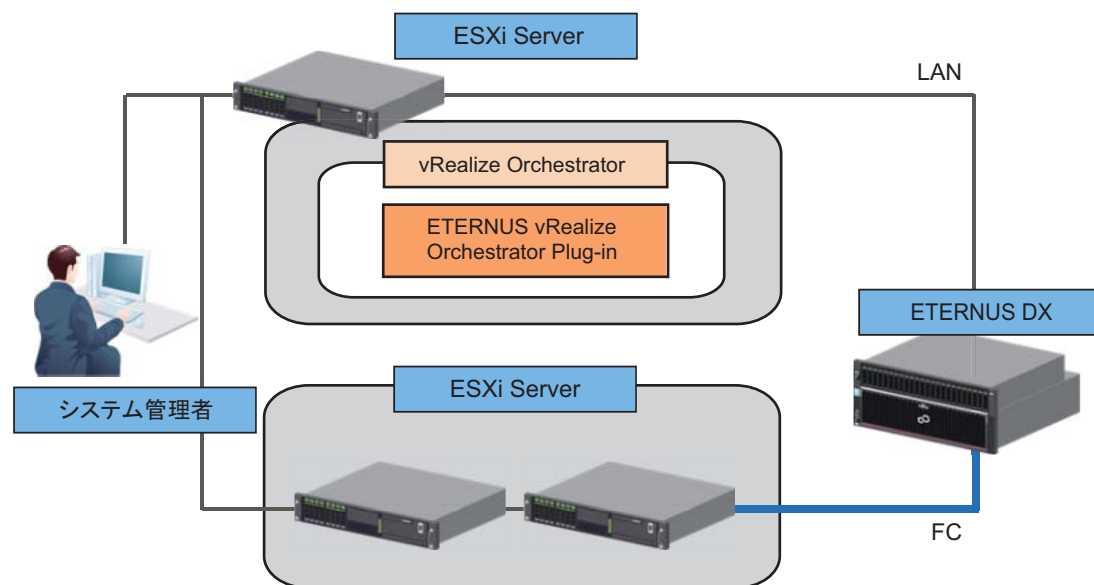 ESXi Server
LAN
vRealize Orchestrator
ETERNUS vRealize
Orchestrator Plug-in
ETERNUS DX
システム管理者
ESXi Server
FC